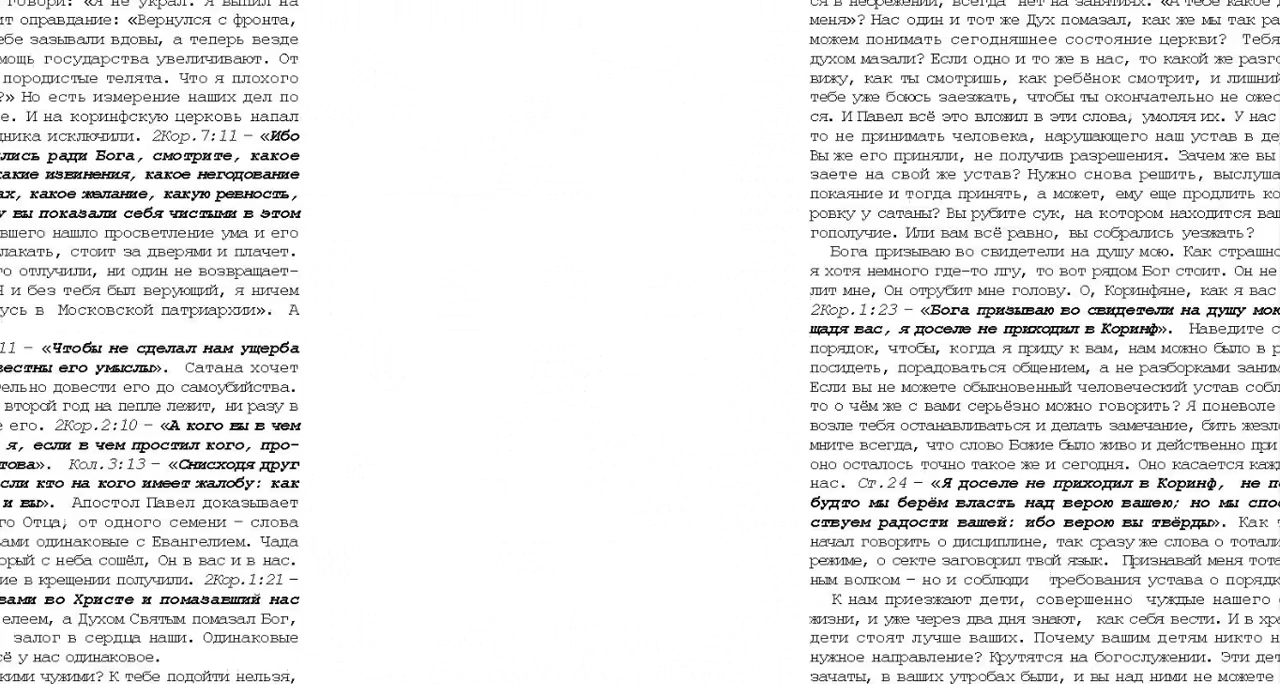 говори: «Я не украл. Я выпил на
ит оправдание: «Вернулся с фронта,
ебе зазывали вдовы, а теперь везде
мощь государства увеличивают. От
породистые телята. Что я плохого
?» Но есть измерение наших дел по
е. И на коринфскую церковь напал
дника исключили. 2Кор.7:11 – «Ибо
лись ради Бога, смотрите, какое
какие извинения, какое негодование
ах, какое желание, какую ревность,
у вы показали себя чистыми в этом
вшего нашло просветление ума и его
лакать, стоит за дверями и плачет.
го отлучили, ни один не возвращает–
Я и без тебя был верующий, я ничем
усь в Московской патриархии». А
11 – «Чтобы не сделал нам ущерба
вестны его умыслы». Сатана хочет
ельно довести его до самоубийства.
второй год на пепле лежит, ни разу в
е его. 2Кор.2:10 – «А кого вы в чем
я, если в чем простил кого, про–
това». Кол.3:13 – «Снисходя друг
сли кто на кого имеет жалобу: как
и вы». Апостол Павел доказывает
го Отца, от одного семени – слова
вами одинаковые с Евангелием. Чада
орый с неба сошёл, Он в вас и в нас.
ие в крещении получили. 2Кор.1:21 –
вами во Христе и помазавший нас
елеем, а Духом Святым помазал Бог,
залог в сердца наши. Одинаковые
сё у нас одинаковое.
кими чужими? К тебе подойти нельзя,
ся в небрежении, всегда нет на занятиях. «А тебе какое д
меня»? Нас один и тот же Дух помазал, как же мы так ра
можем понимать сегодняшнее состояние церкви? Тебя
духом мазали? Если одно и то же в нас, то какой же разго
вижу, как ты смотришь, как ребёнок смотрит, и лишний
тебе уже боюсь заезжать, чтобы ты окончательно не ожес
ся. И Павел всё это вложил в эти слова, умоляя их. У нас
то не принимать человека, нарушающего наш устав в де
Вы же его приняли, не получив разрешения. Зачем же вы
заете на свой же устав? Нужно снова решить, выслуша
покаяние и тогда принять, а может, ему еще продлить ко
ровку у сатаны? Вы рубите сук, на котором находится ваш
гополучие. Или вам всё равно, вы собрались уезжать?
Бога призываю во свидетели на душу мою. Как страшно
я хотя немного где–то лгу, то вот рядом Бог стоит. Он не
лит мне, Он отрубит мне голову. О, Коринфяне, как я вас
2Кор.1:23 – «Бога призываю во свидетели на душу мою
щадя вас, я доселе не приходил в Коринф». Наведите с
порядок, чтобы, когда я приду к вам, нам можно было в р
посидеть, порадоваться общением, а не разборками заним
Если вы не можете обыкновенный человеческий устав собл
то о чём же с вами серьёзно можно говорить? Я поневоле
возле тебя останавливаться и делать замечание, бить жезло
мните всегда, что слово Божие было живо и действенно при
оно осталось точно такое же и сегодня. Оно касается кажд
нас. Ст.24 – «Я доселе не приходил в Коринф, не по
будто мы берём власть над верою вашею; но мы спос
ствуем радости вашей: ибо верою вы твёрды». Как т
начал говорить о дисциплине, так сразу же слова о тотали
режиме, о секте заговорил твой язык. Признавай меня тота
ным волком – но и соблюди требования устава о порядк
К нам приезжают дети, совершенно чуждые нашего о
жизни, и уже через два дня знают, как себя вести. И в хра
дети стоят лучше ваших. Почему вашим детям никто н
нужное направление? Крутятся на богослужении. Эти дет
зачаты, в ваших утробах были, и вы над ними не можете